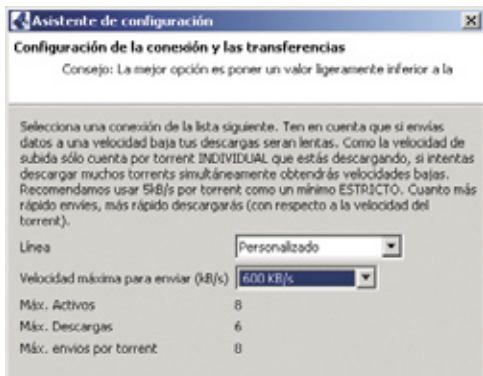 Asistente de configuración
Configuración de la conexión y las transferencias
Consejo: La mejor opción es poner un valor ligeramente inferior a la
Selecciona una conexión de la lista siguiente. Ten en cuenta que si envias
datos a una velocidad baja tus descargas seran lentas. Como la velocidad de
subida sólo cuenta por torrent INDIVIDUAL que estás descargando, si intentas
descargar muchos torrents simultáneamente obtendrás velocidades bajas.
Recomendamos usar 5kB/s por torrent como un mínimo ESTRICTO. Cuanto más
rápido envíes, más rápido descargarás (con respecto a la velocidad del
torrent).
Línea Personalizado
Velocidad máxima para enviar (kB/s) 600 KB/s
Máx. Activos 8
Máx. Descargas 6
Máx. envios por torrent 8